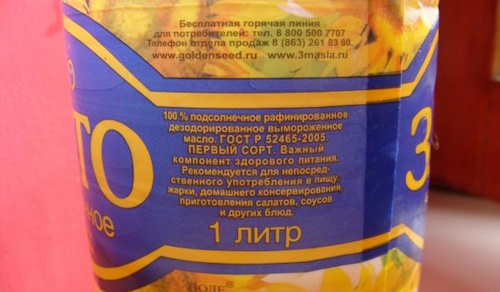 Бесплатная горячая линия
для потребителей: тел. 8 800 500 7707
Телефон отдела продаж 8 (863) 261 83 80.
www.goldenseed.ru www.3masla.ru
100 % подсолнечное рафинированное
дезодорированное вымороженное
масло. ГОСТ Р 52465-2005.
ПЕРВЫЙ СОРТ. Важный
компонент здорового питания.
Рекомендуется для непосред-
ственного употребления в пищу:
жарки, домашнего консервирования,
приготовления салатов, соусов
и других блюд.
1 литр